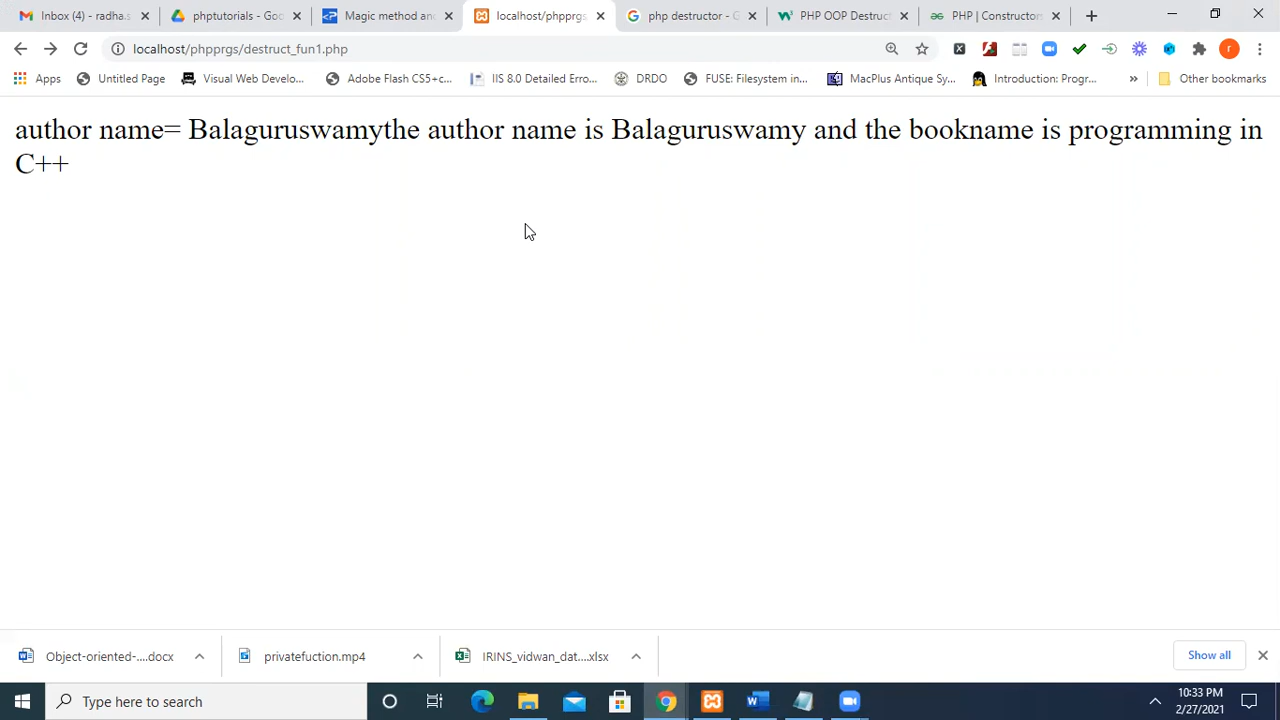 Inbox (4) - radha.s
phptutorials - Goo
Magic method and
localhost/phpprgs
php destructor - G
PHP OOP Destruct
PHP | Constructor
localhost/phpprgs/destruct_fun1.php
r
Apps
Untitled Page
Visual Web Develo...
Adobe Flash CS5+c...
IIS 8.0 Detailed Erro...
DRDO
FUSE: Filesystem in...
MacPlus Antique Sy...
Introduction: Progr...
»
Other bookmarks
author name= Balaguruswamythe author name is Balaguruswamy and the bookname is programming in
C++
Object-oriented-....docx
privatefuction.mp4
IRINS_vidwan_dat....xlsx
Show all
Type here to search
10:33 PM
2/27/2021